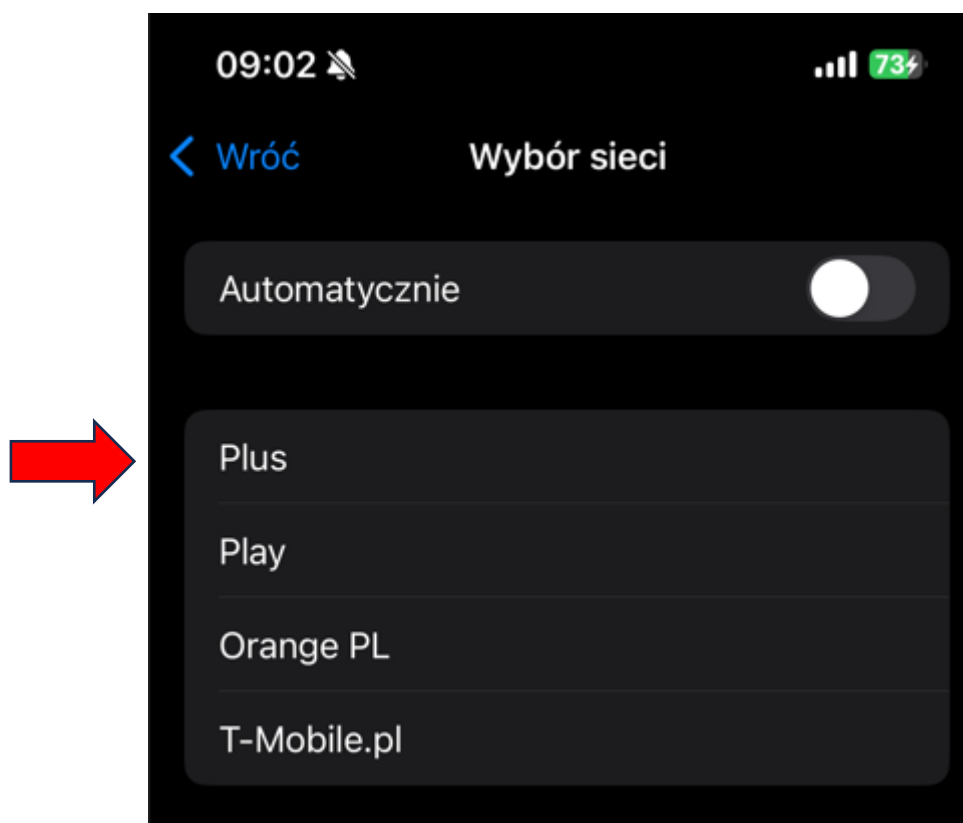 09:02 73
Wróć Wybór sieci
Automatycznie
Plus
Play
Orange PL
T-Mobile.pl